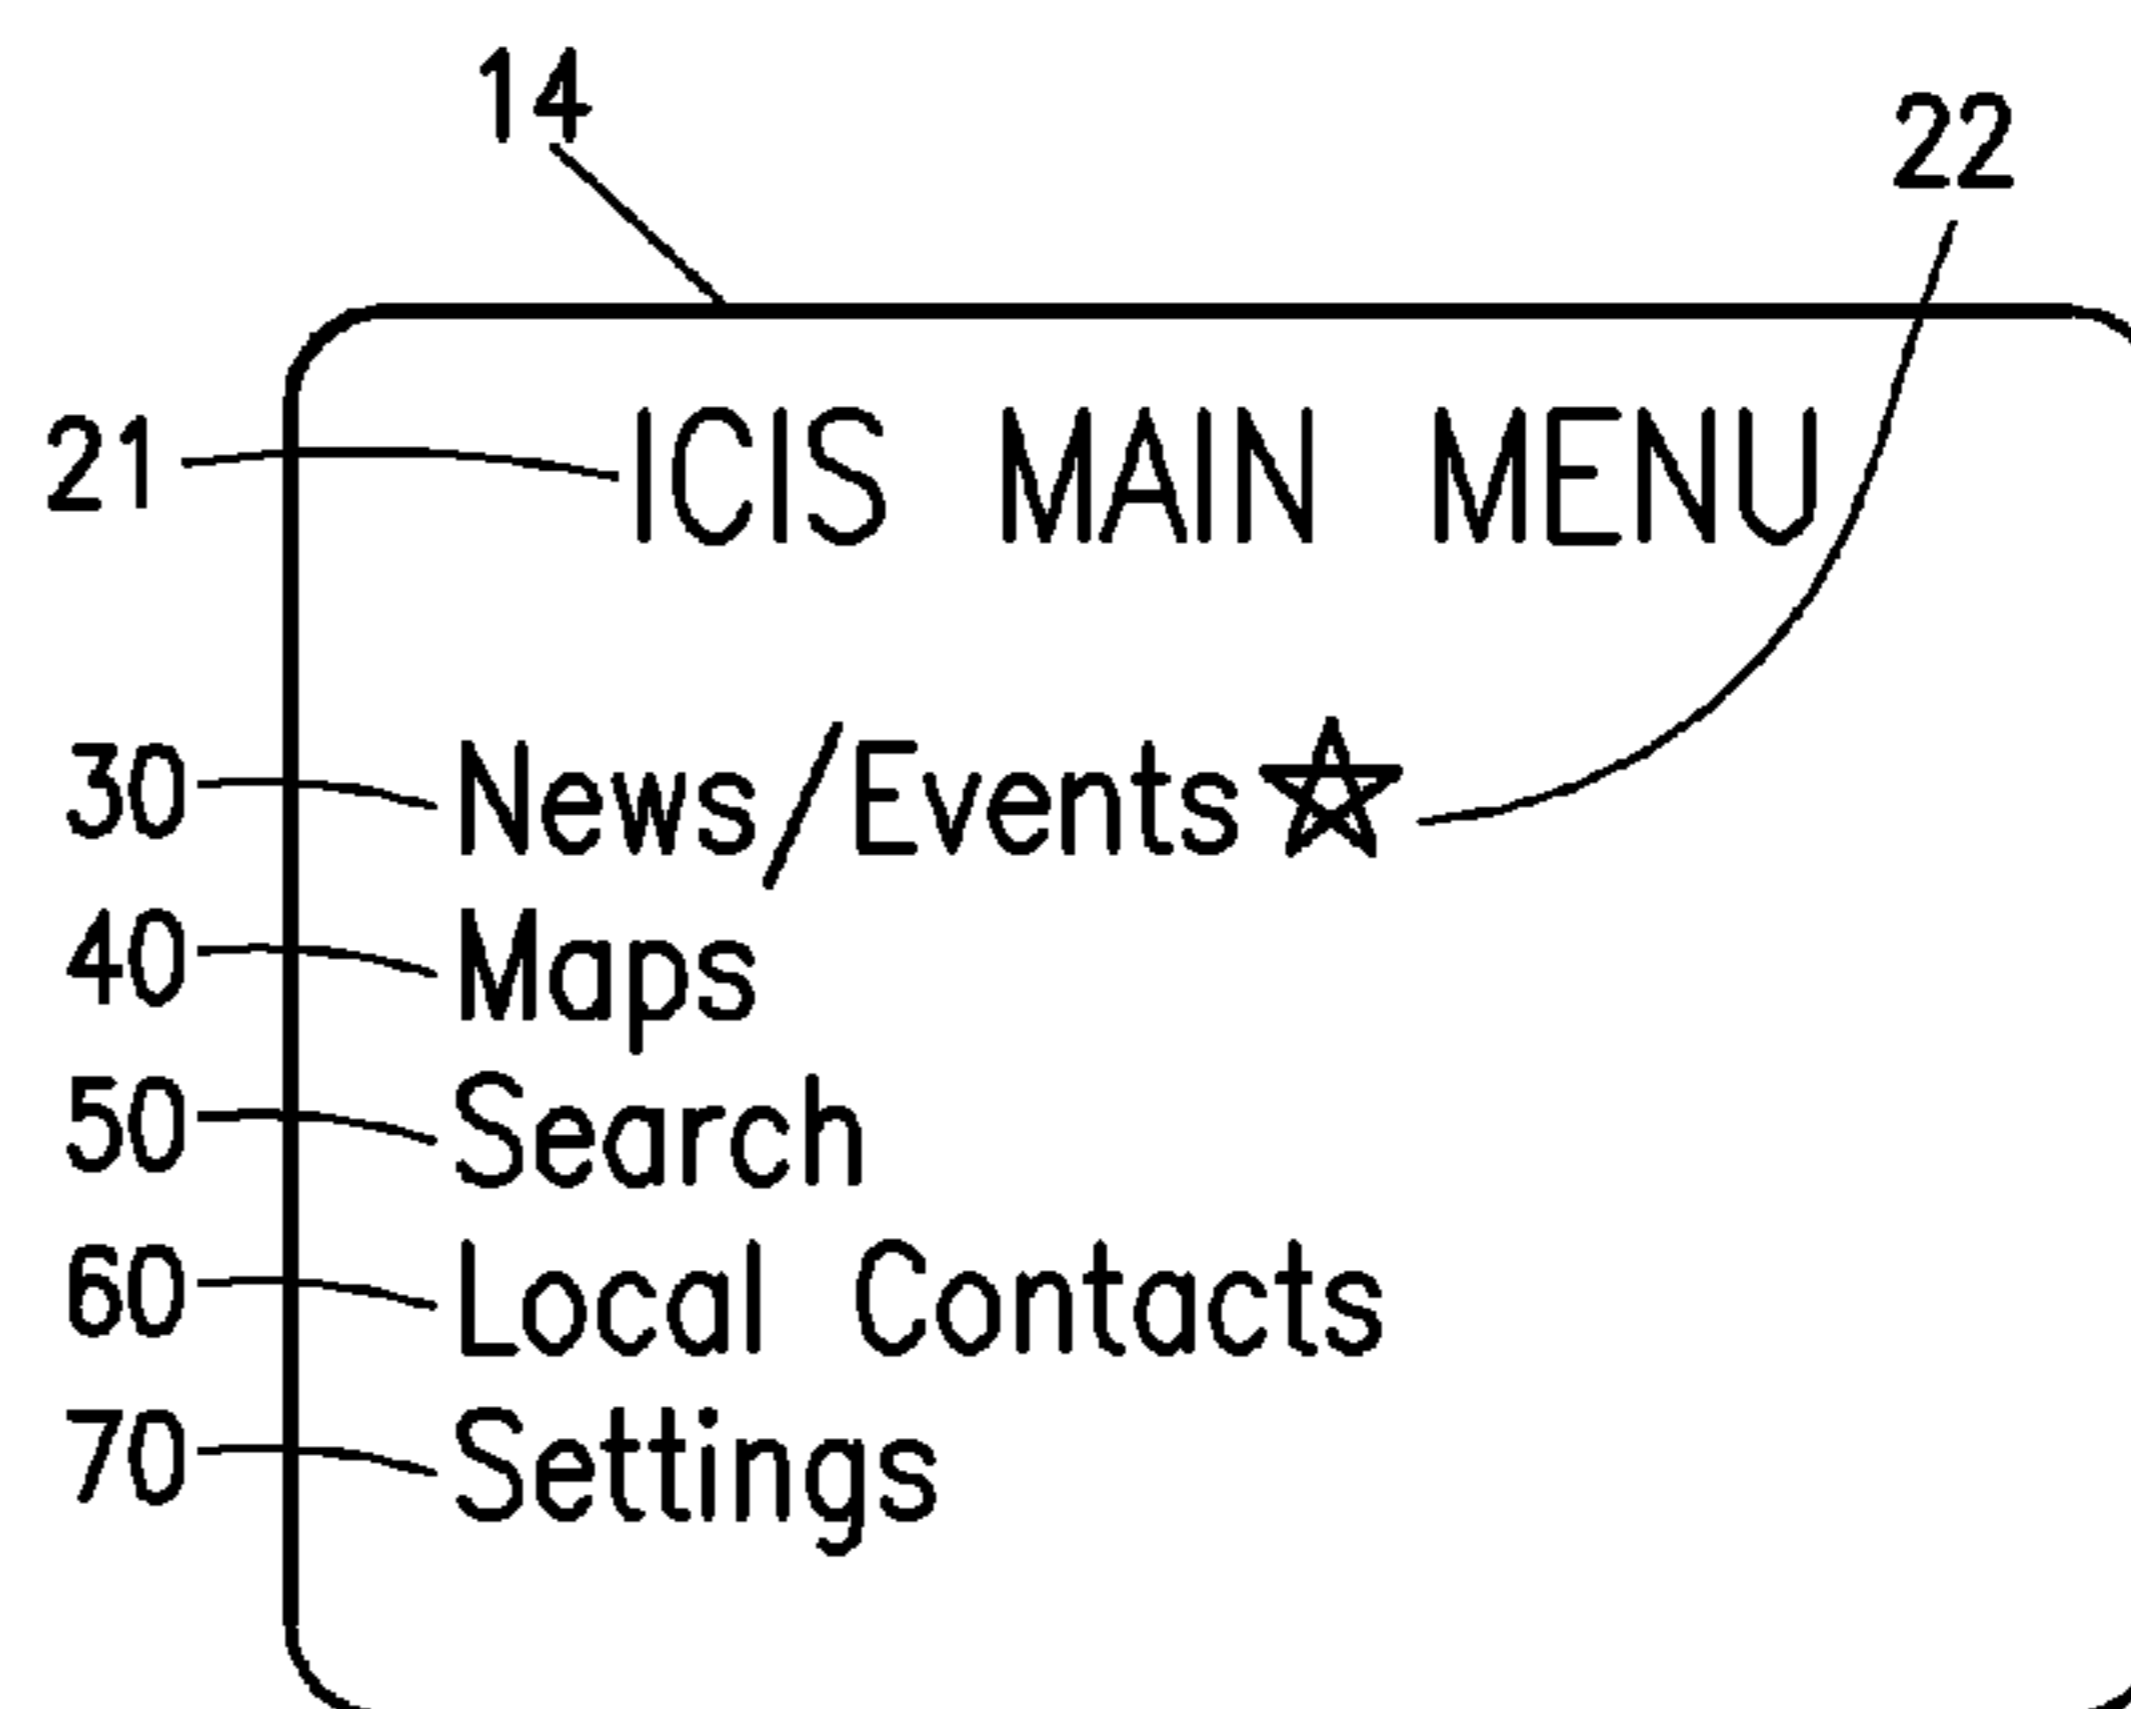 14
22
21 ICIS MAIN MENU
30 News/Events
40 Maps
50 Search
60 Local Contacts
70 Settings